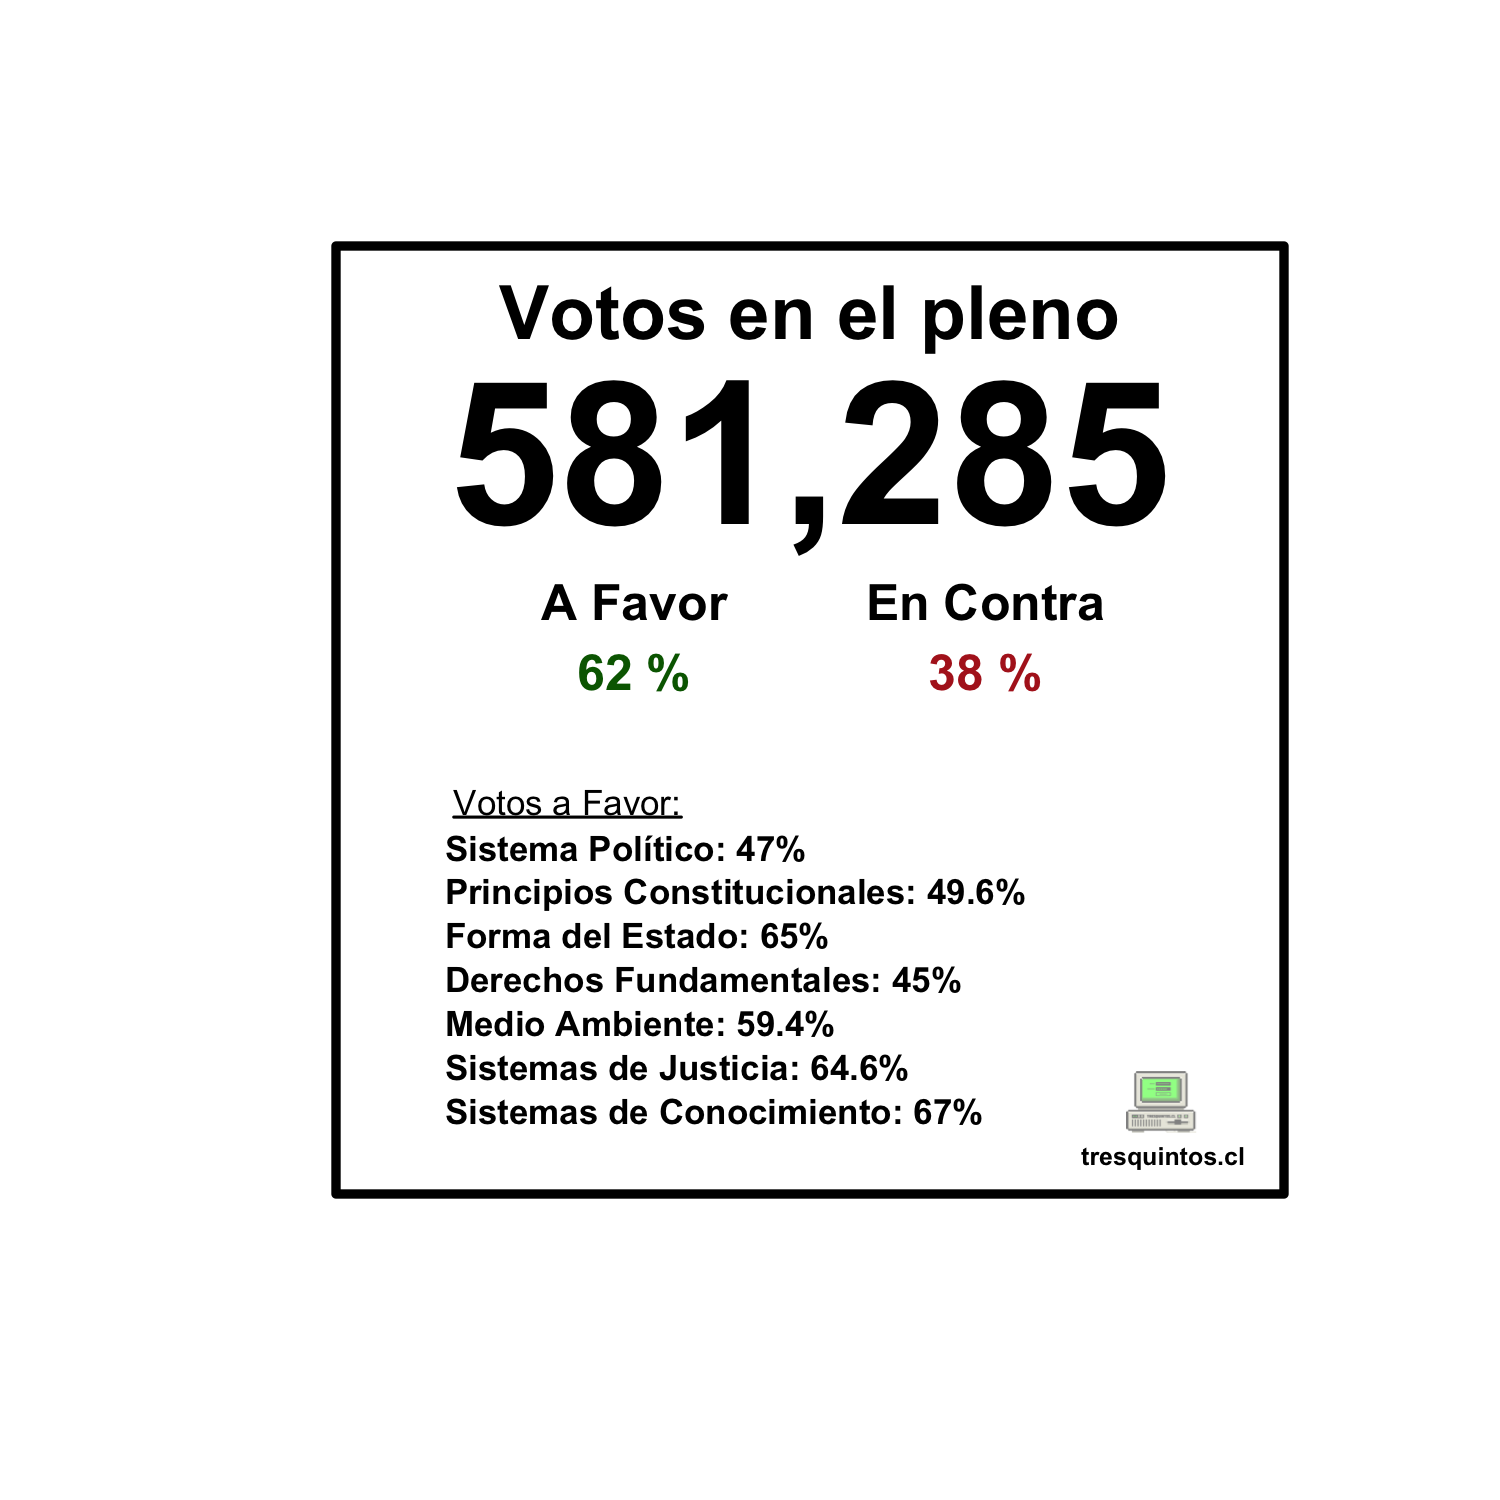 Votos en el pleno
581,285
A Favor En Contra
62 % 38 %
Votos a Favor:
Sistema Político: 47%
Principios Constitucionales: 49.6%
Forma del Estado: 65%
Derechos Fundamentales: 45%
Medio Ambiente: 59.4%
Sistemas de Justicia: 64.6%
Sistemas de Conocimiento: 67%
tresquintos.cl